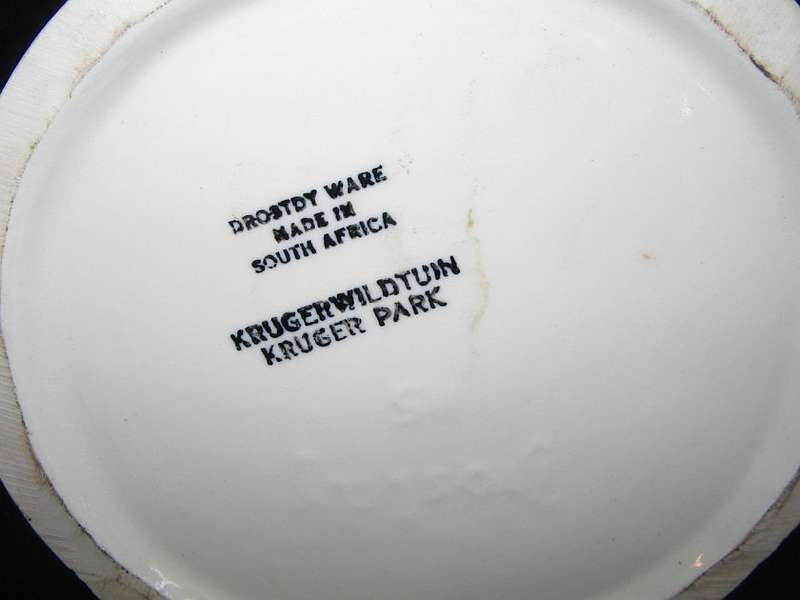 DROSTDY WARE
MADE IN
SOUTH AFRICA
KRUGERWILDTUIN
KRUGER PARK